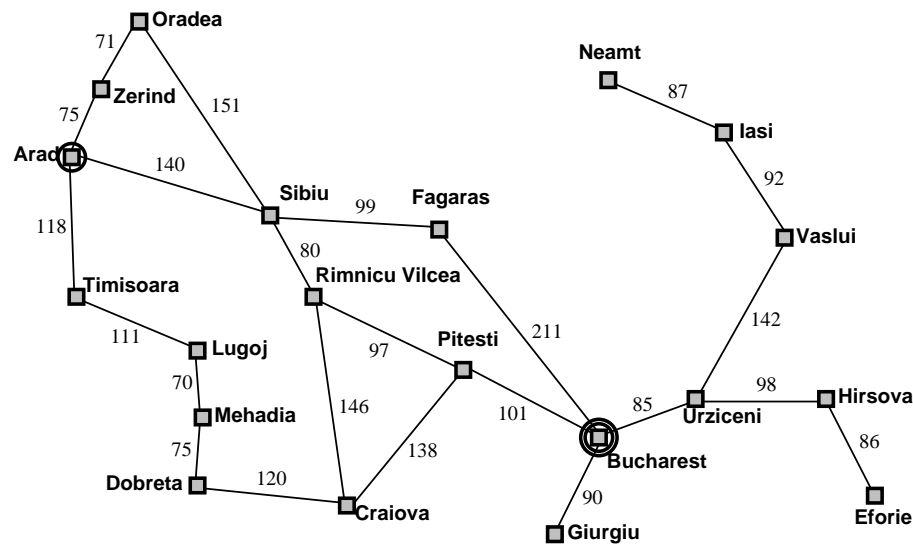 Oradea
71
Neamt
87
Zerind
151
75
Iasi
Arad
140
92
Sibiu
99
Fagaras
118
80
Vaslui
Rimnicu Vilcea
Timisoara
211
142
111
Lugoj
97
Pitesti
70
146
101
85
98
Hirsova
Mehadia
Urziceni
138
86
75
Bucharest
Dobreta
120
90
Craiova
Giurgiu
Eforie